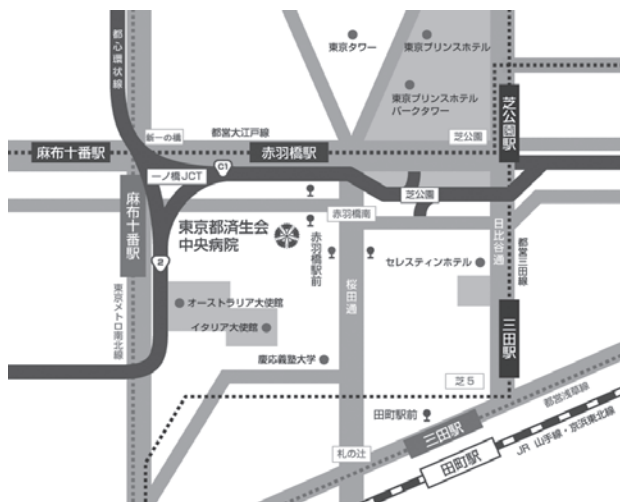 都心環状線
東京タワー
東京プリンスホテル
東京プリンスホテル
パークタワー
芝公園駅
新一の橋
都営大江戸線
芝公園
麻布十番駅
赤羽橋駅
C1
一ノ橋JCT
芝公園
麻布十番駅
赤羽橋南
東京都済生会
中央病院
赤羽橋駅前
日比谷通
都営三田線
2
セレスティンホテル
桜田通
東京メトロ南北線
オーストラリア大使館
イタリア大使館
三田駅
慶応義塾大学
芝5
都営浅草線
田町駅前
三田駅
札の辻
田町駅
JR 山手線・京浜東北線